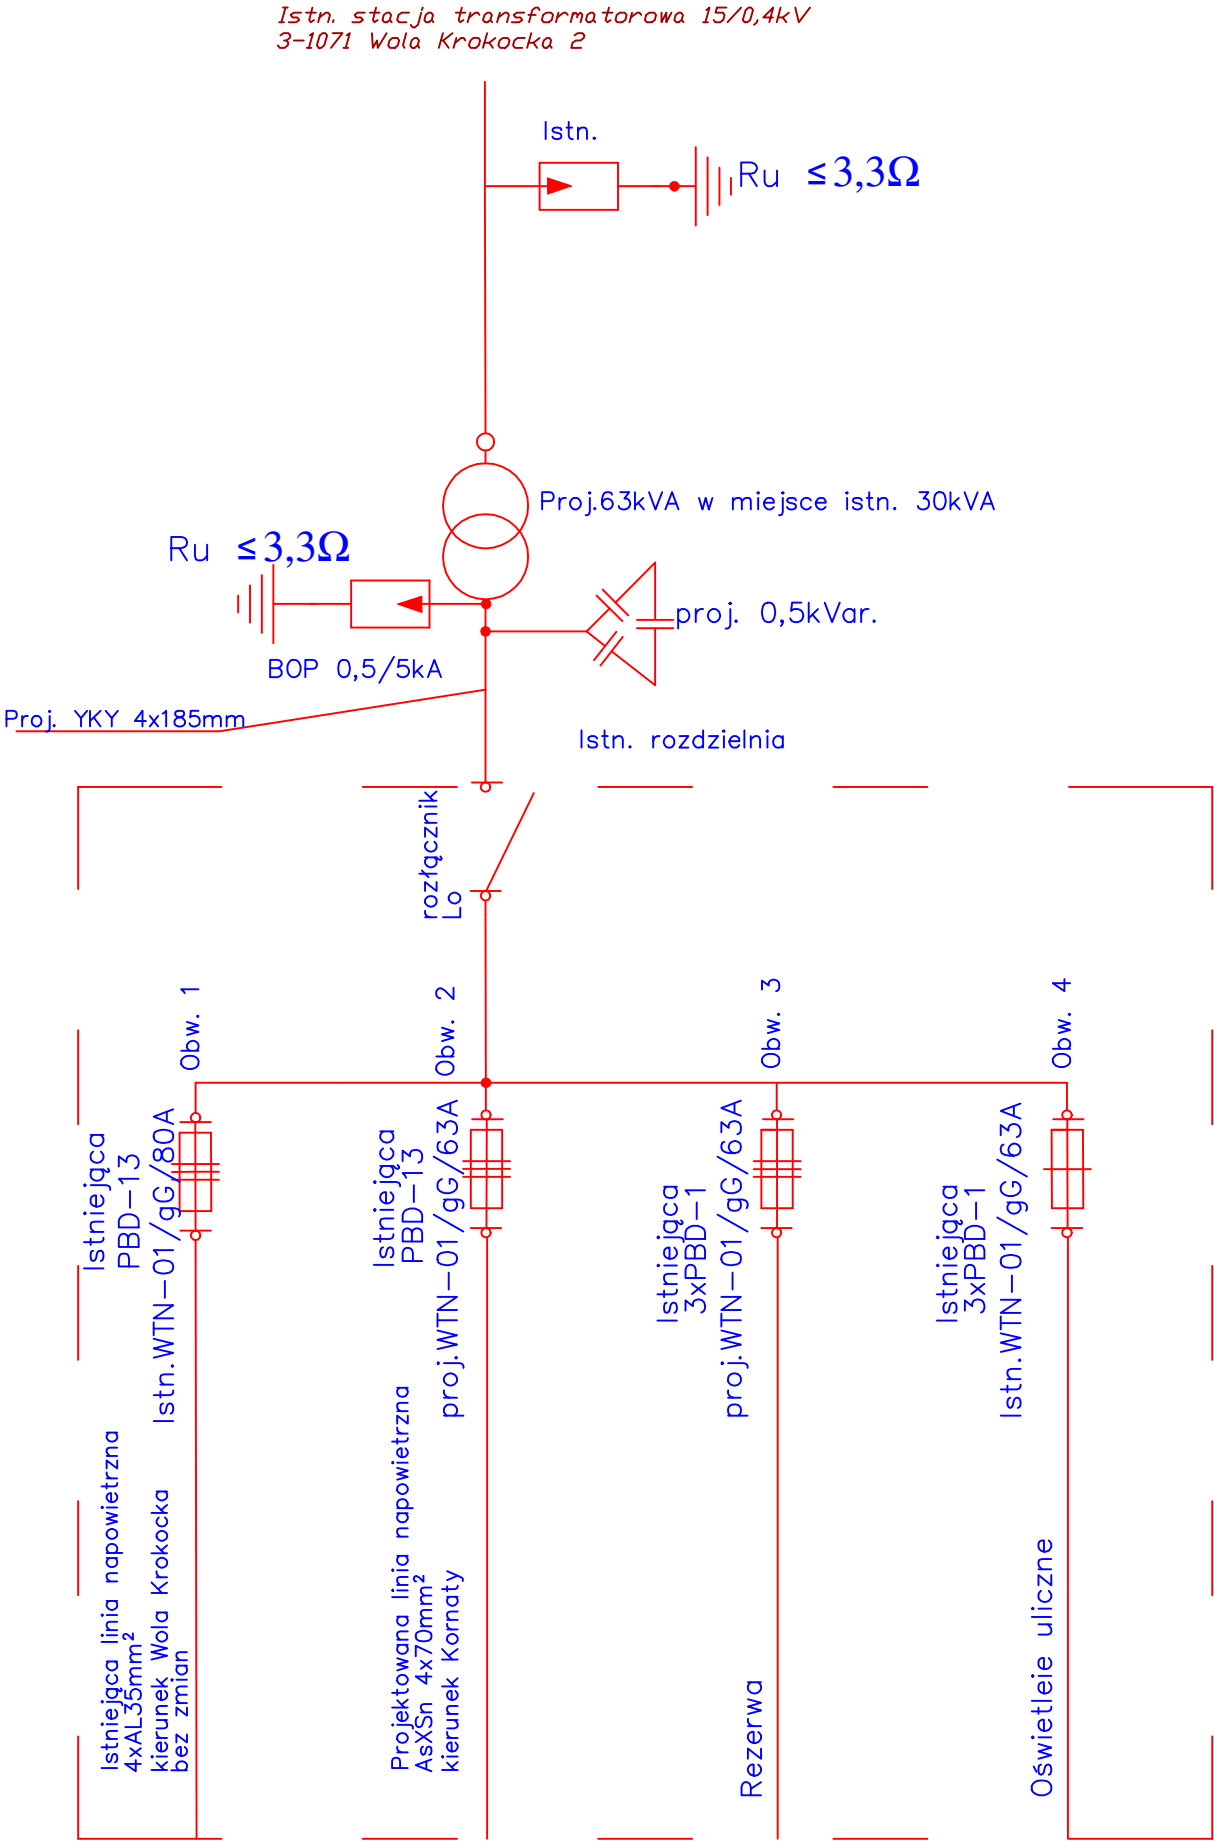 Istn. stacja transformatorowa 15/0,4kV
3-1071 Wola Krokocka 2
Istn.
Ru ≤3,3Ω
Proj.63kVA w miejsce istn. 30kVA
Ru ≤3,3Ω
proj. 0,5kVar.
BOP 0,5/5kA
Proj. YKY 4x185mm
Istn. rozdzielnia
rozłącznik
Lo
Obw. 1
Obw. 2
Obw. 3
Obw. 4
Istniejąca
PBD-13
Istn.WTN-01/gG/80A
Istniejąca
PBD-13
proj.WTN-01/gG/63A
Istniejąca
3xPBD-1
proj.WTN-01/gG/63A
Istniejąca
3xPBD-1
Istn.WTN-01/gG/63A
Istniejąca linia napowietrzna
4xAL35mm²
kierunek Wola Krokocka
bez zmian
Projektowana linia napowietrzna
AsXSn 4x70mm²
kierunek Kornaty
Rezerwa
Oświetleie uliczne